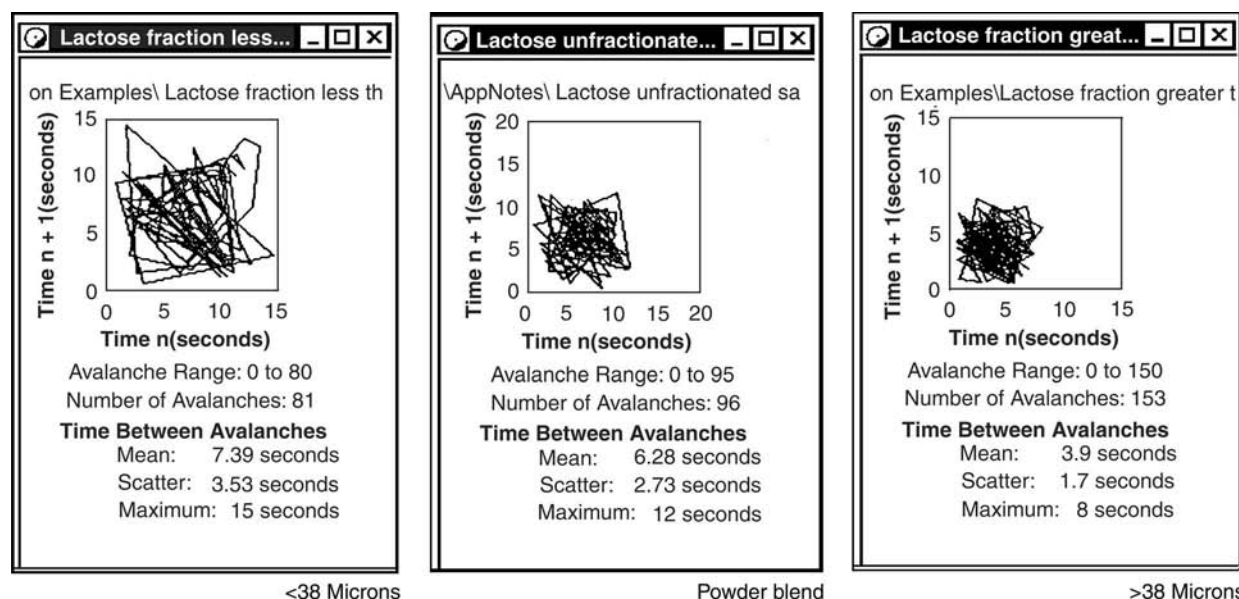 Lactose fraction less...
on Examples\ Lactose fraction less th
15
10
5
0
Time n + 1(seconds)
0 5 10 15
Time n(seconds)
Avalanche Range: 0 to 80
Number of Avalanches: 81
Time Between Avalanches
Mean: 7.39 seconds
Scatter: 3.53 seconds
Maximum: 15 seconds
<38 Microns
Lactose unfractionate...
\AppNotes\ Lactose unfractionated sa
20
15
10
5
0
Time n + 1(seconds)
0 5 10 15 20
Time n(seconds)
Avalanche Range: 0 to 95
Number of Avalanches: 96
Time Between Avalanches
Mean: 6.28 seconds
Scatter: 2.73 seconds
Maximum: 12 seconds
Powder blend
Lactose fraction great...
on Examples\Lactose fraction greater t
15
10
5
0
Time n + 1(seconds)
0 5 10 15
Time n(seconds)
Avalanche Range: 0 to 150
Number of Avalanches: 153
Time Between Avalanches
Mean: 3.9 seconds
Scatter: 1.7 seconds
Maximum: 8 seconds
>38 Microns